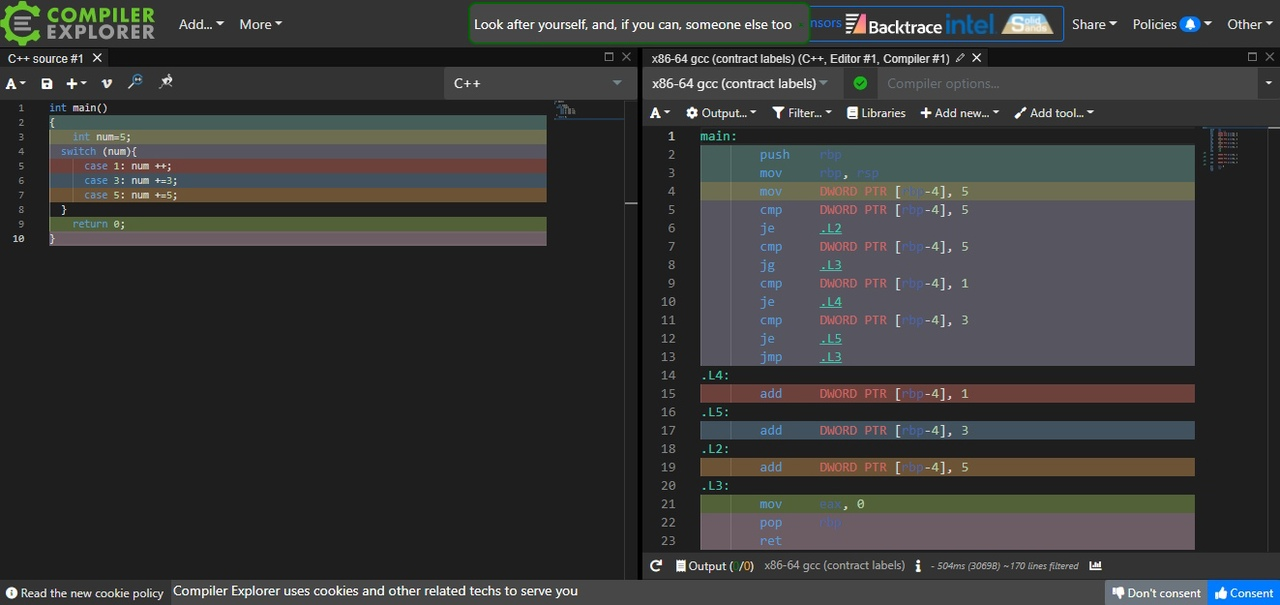 COMPILER EXPLORER Add... More Look after yourself, and, if you can, someone else too nsors Backtrace intel Solid Sands Share Policies Other
C++ source #1
A C++
1 int main()
2 {
3 int num=5;
4 switch (num){
5 case 1: num ++;
6 case 3: num +=3;
7 case 5: num +=5;
8 }
9 return 0;
10 }
x86-64 gcc (contract labels) (C++, Editor #1, Compiler #1)
x86-64 gcc (contract labels) Compiler options...
A Output... Filter... Libraries Add new... Add tool...
1 main:
2 push rbp
3 mov rbp, rsp
4 mov DWORD PTR [rbp-4], 5
5 cmp DWORD PTR [rbp-4], 5
6 je .L2
7 cmp DWORD PTR [rbp-4], 5
8 jg .L3
9 cmp DWORD PTR [rbp-4], 1
10 je .L4
11 cmp DWORD PTR [rbp-4], 3
12 je .L5
13 jmp .L3
14 .L4:
15 add DWORD PTR [rbp-4], 1
16 .L5:
17 add DWORD PTR [rbp-4], 3
18 .L2:
19 add DWORD PTR [rbp-4], 5
20 .L3:
21 mov eax, 0
22 pop rbp
23 ret
Output (0/0) x86-64 gcc (contract labels) i - 504ms (3069B) ~170 lines filtered
Read the new cookie policy Compiler Explorer uses cookies and other related techs to serve you Don't consent Consent